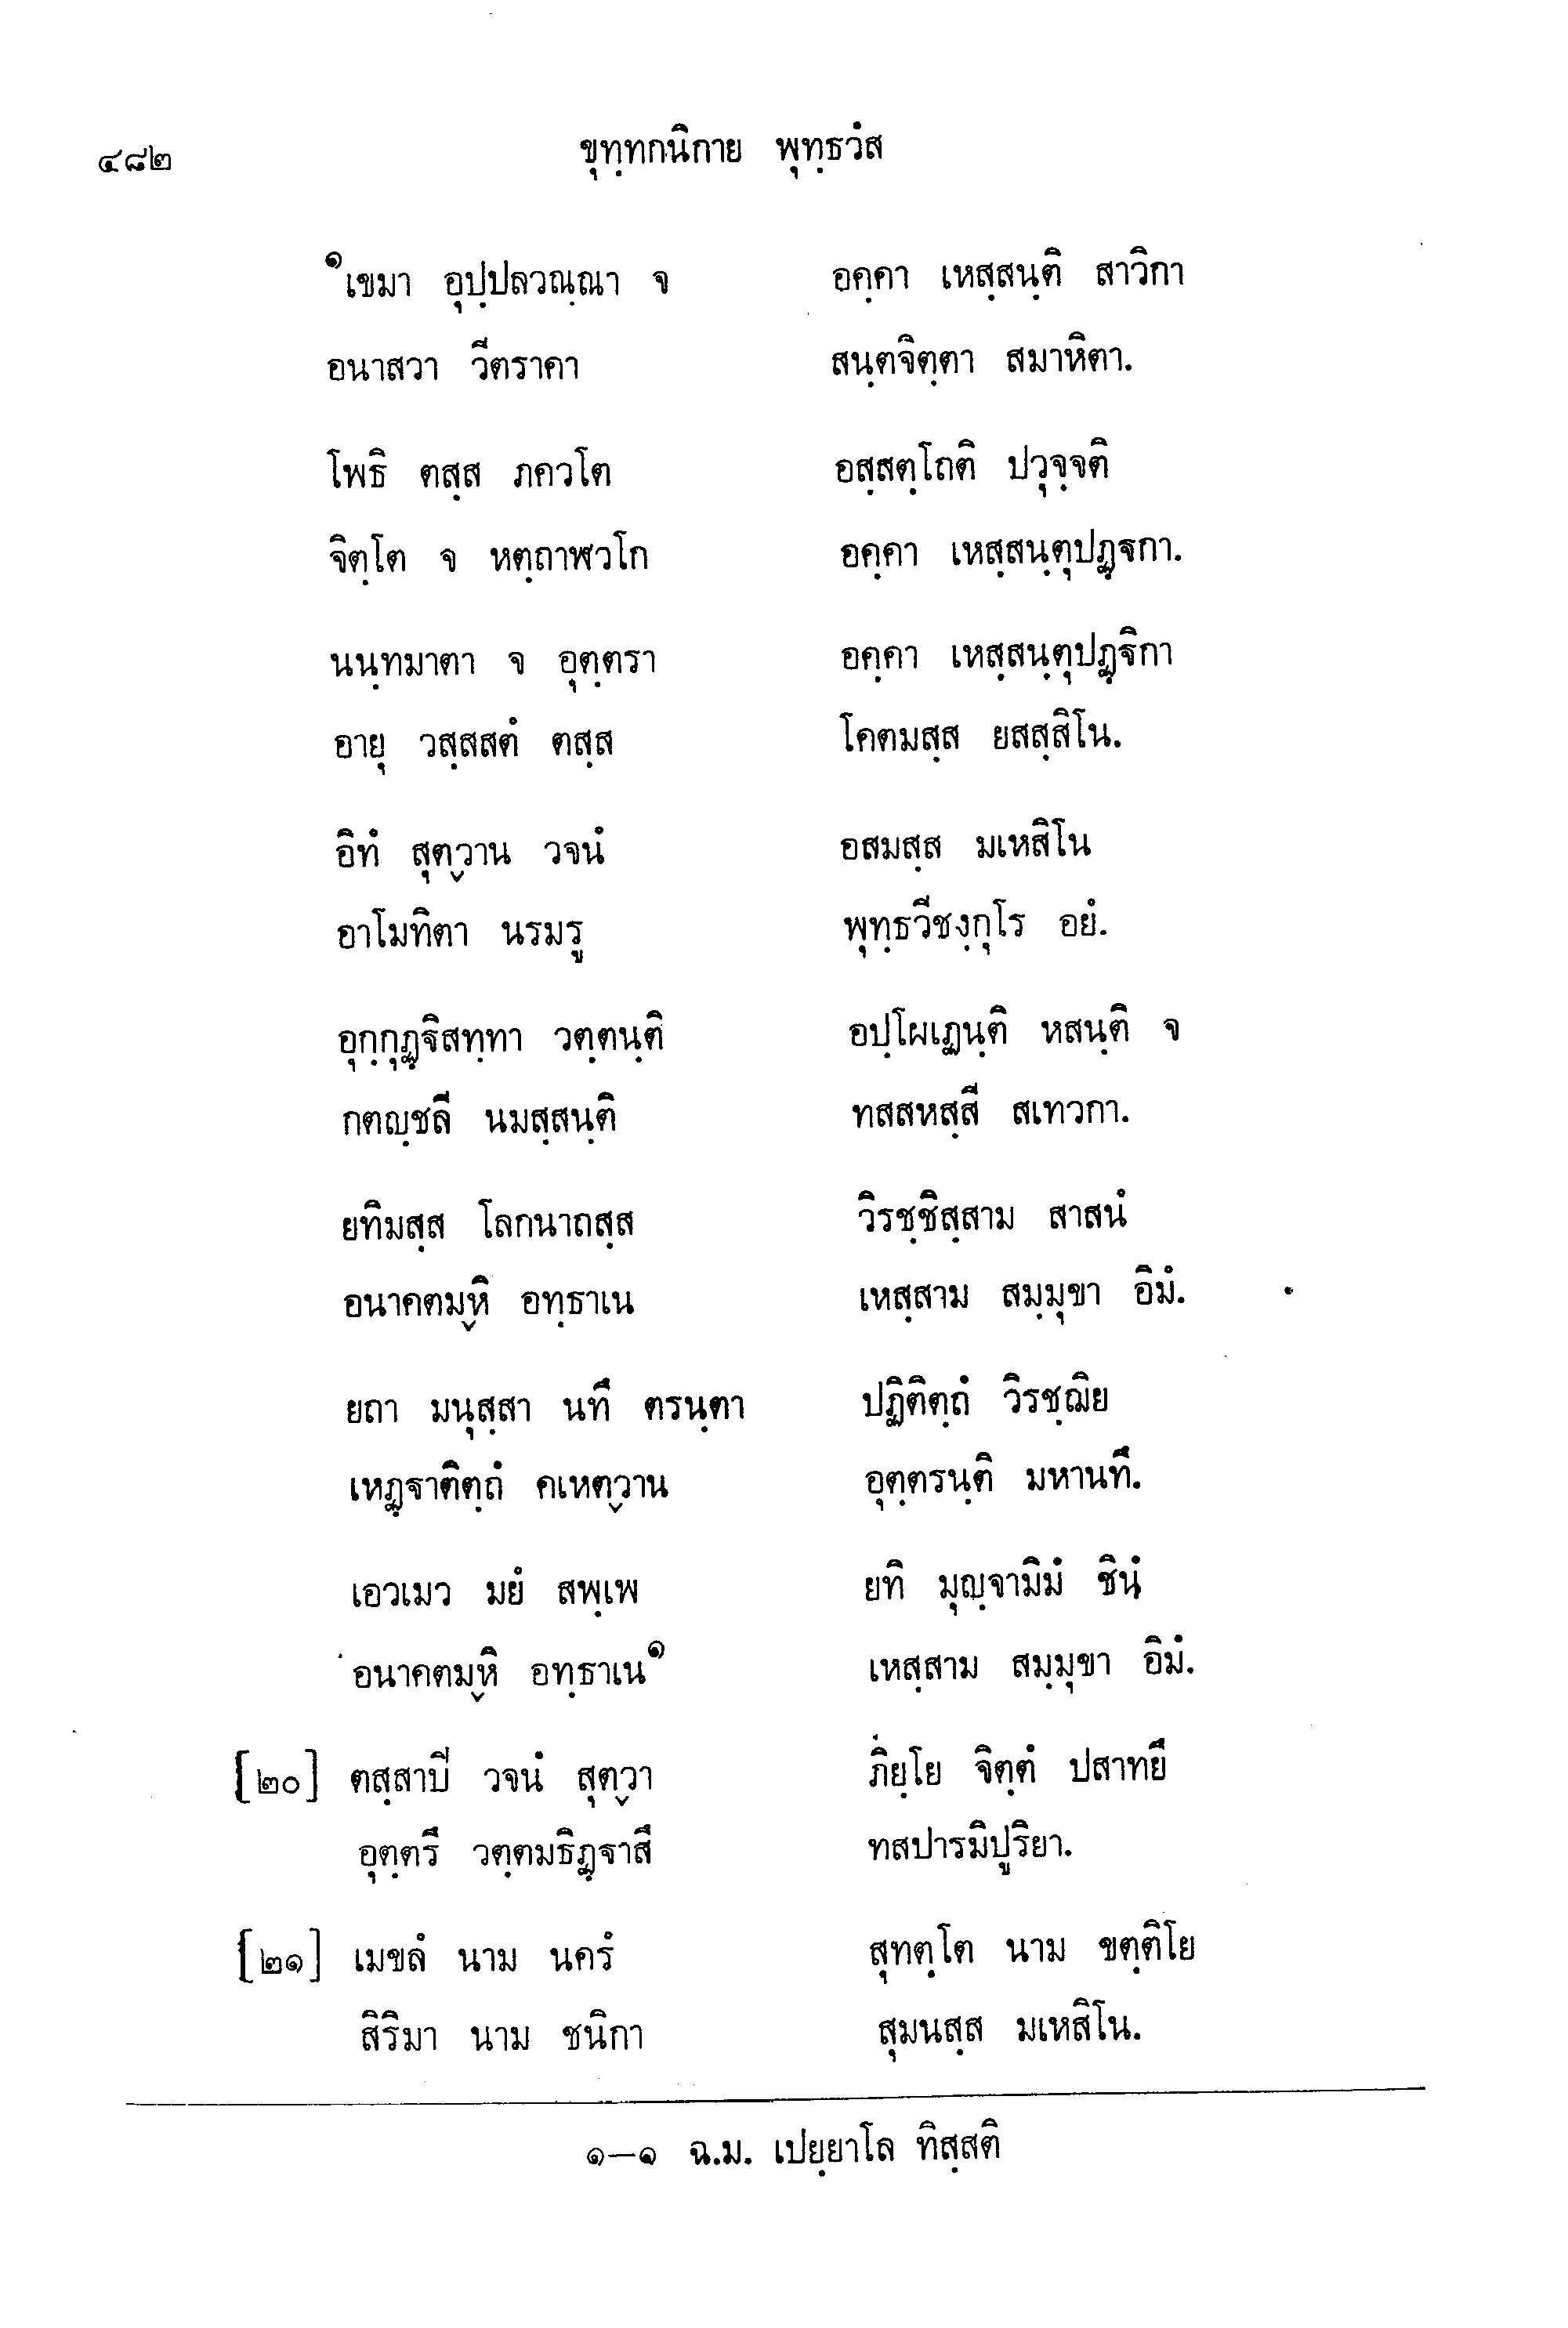 ๔๘๒ ขุทฺทกนิกาย พุทฺธวํส
๑เขมา อุปฺปลวณฺณา จ อคฺคา เหสฺสนฺติ สาวิกา
อนาสวา วีตราคา สนฺตจิตฺตา สมาหิตา.
โพธิ ตสฺส ภควโต อสฺสตฺโถติ ปวุจฺจติ
จิตฺโต จ หตฺถาฬวโก อคฺคา เหสฺสนฺตุปฏฺฐกา.
นนฺทมาตา จ อุตฺตรา อคฺคา เหสฺสนฺตุปฏฺฐิกา
อายุ วสฺสสตํ ตสฺส โคตมสฺส ยสสฺสิโน.
อิทํ สุตฺวาน วจนํ อสมสฺส มเหสิโน
อาโมทิตา นรมรู พุทฺธวีชงฺกุโร อยํ.
อุกฺกุฏฺฐิสทฺทา วตฺตนฺติ อปฺโผเฏนฺติ หสนฺติ จ
กตญฺชลี นมสฺสนฺติ ทสสหสฺสี สเทวกา.
ยทิมสฺส โลกนาถสฺส วิรชฺชิสฺสาม สาสนํ
อนาคตมฺหิ อทฺธาเน เหสฺสาม สมฺมุขา อิมํ.
ยถา มนุสฺสา นทึ ตรนฺตา ปฏิติตฺถํ วิรชฺฌิย
เหฏฺฐาติตฺถํ คเหตฺวาน อุตฺตรนฺติ มหานทึ.
เอวเมว มยํ สพฺเพ ยทิ มุญฺจามิมํ ชินํ
อนาคตมฺหิ อทฺธาเน๑ เหสฺสาม สมฺมุขา อิมํ.
[๒๐] ตสฺสาปิ วจนํ สุตฺวา ภิยฺโย จิตฺตํ ปสาทยึ
อุตฺตรึ วตฺตมธิฏฺฐาสึ ทสปารมิปูริยา.
[๒๑] เมขลํ นาม นครํ สุทตฺโต นาม ขตฺติโย
สิริมา นาม ชนิกา สุมนสฺส มเหสิโน.
๑—๑ ฉ.ม. เปยฺยาโล ทิสฺสติ